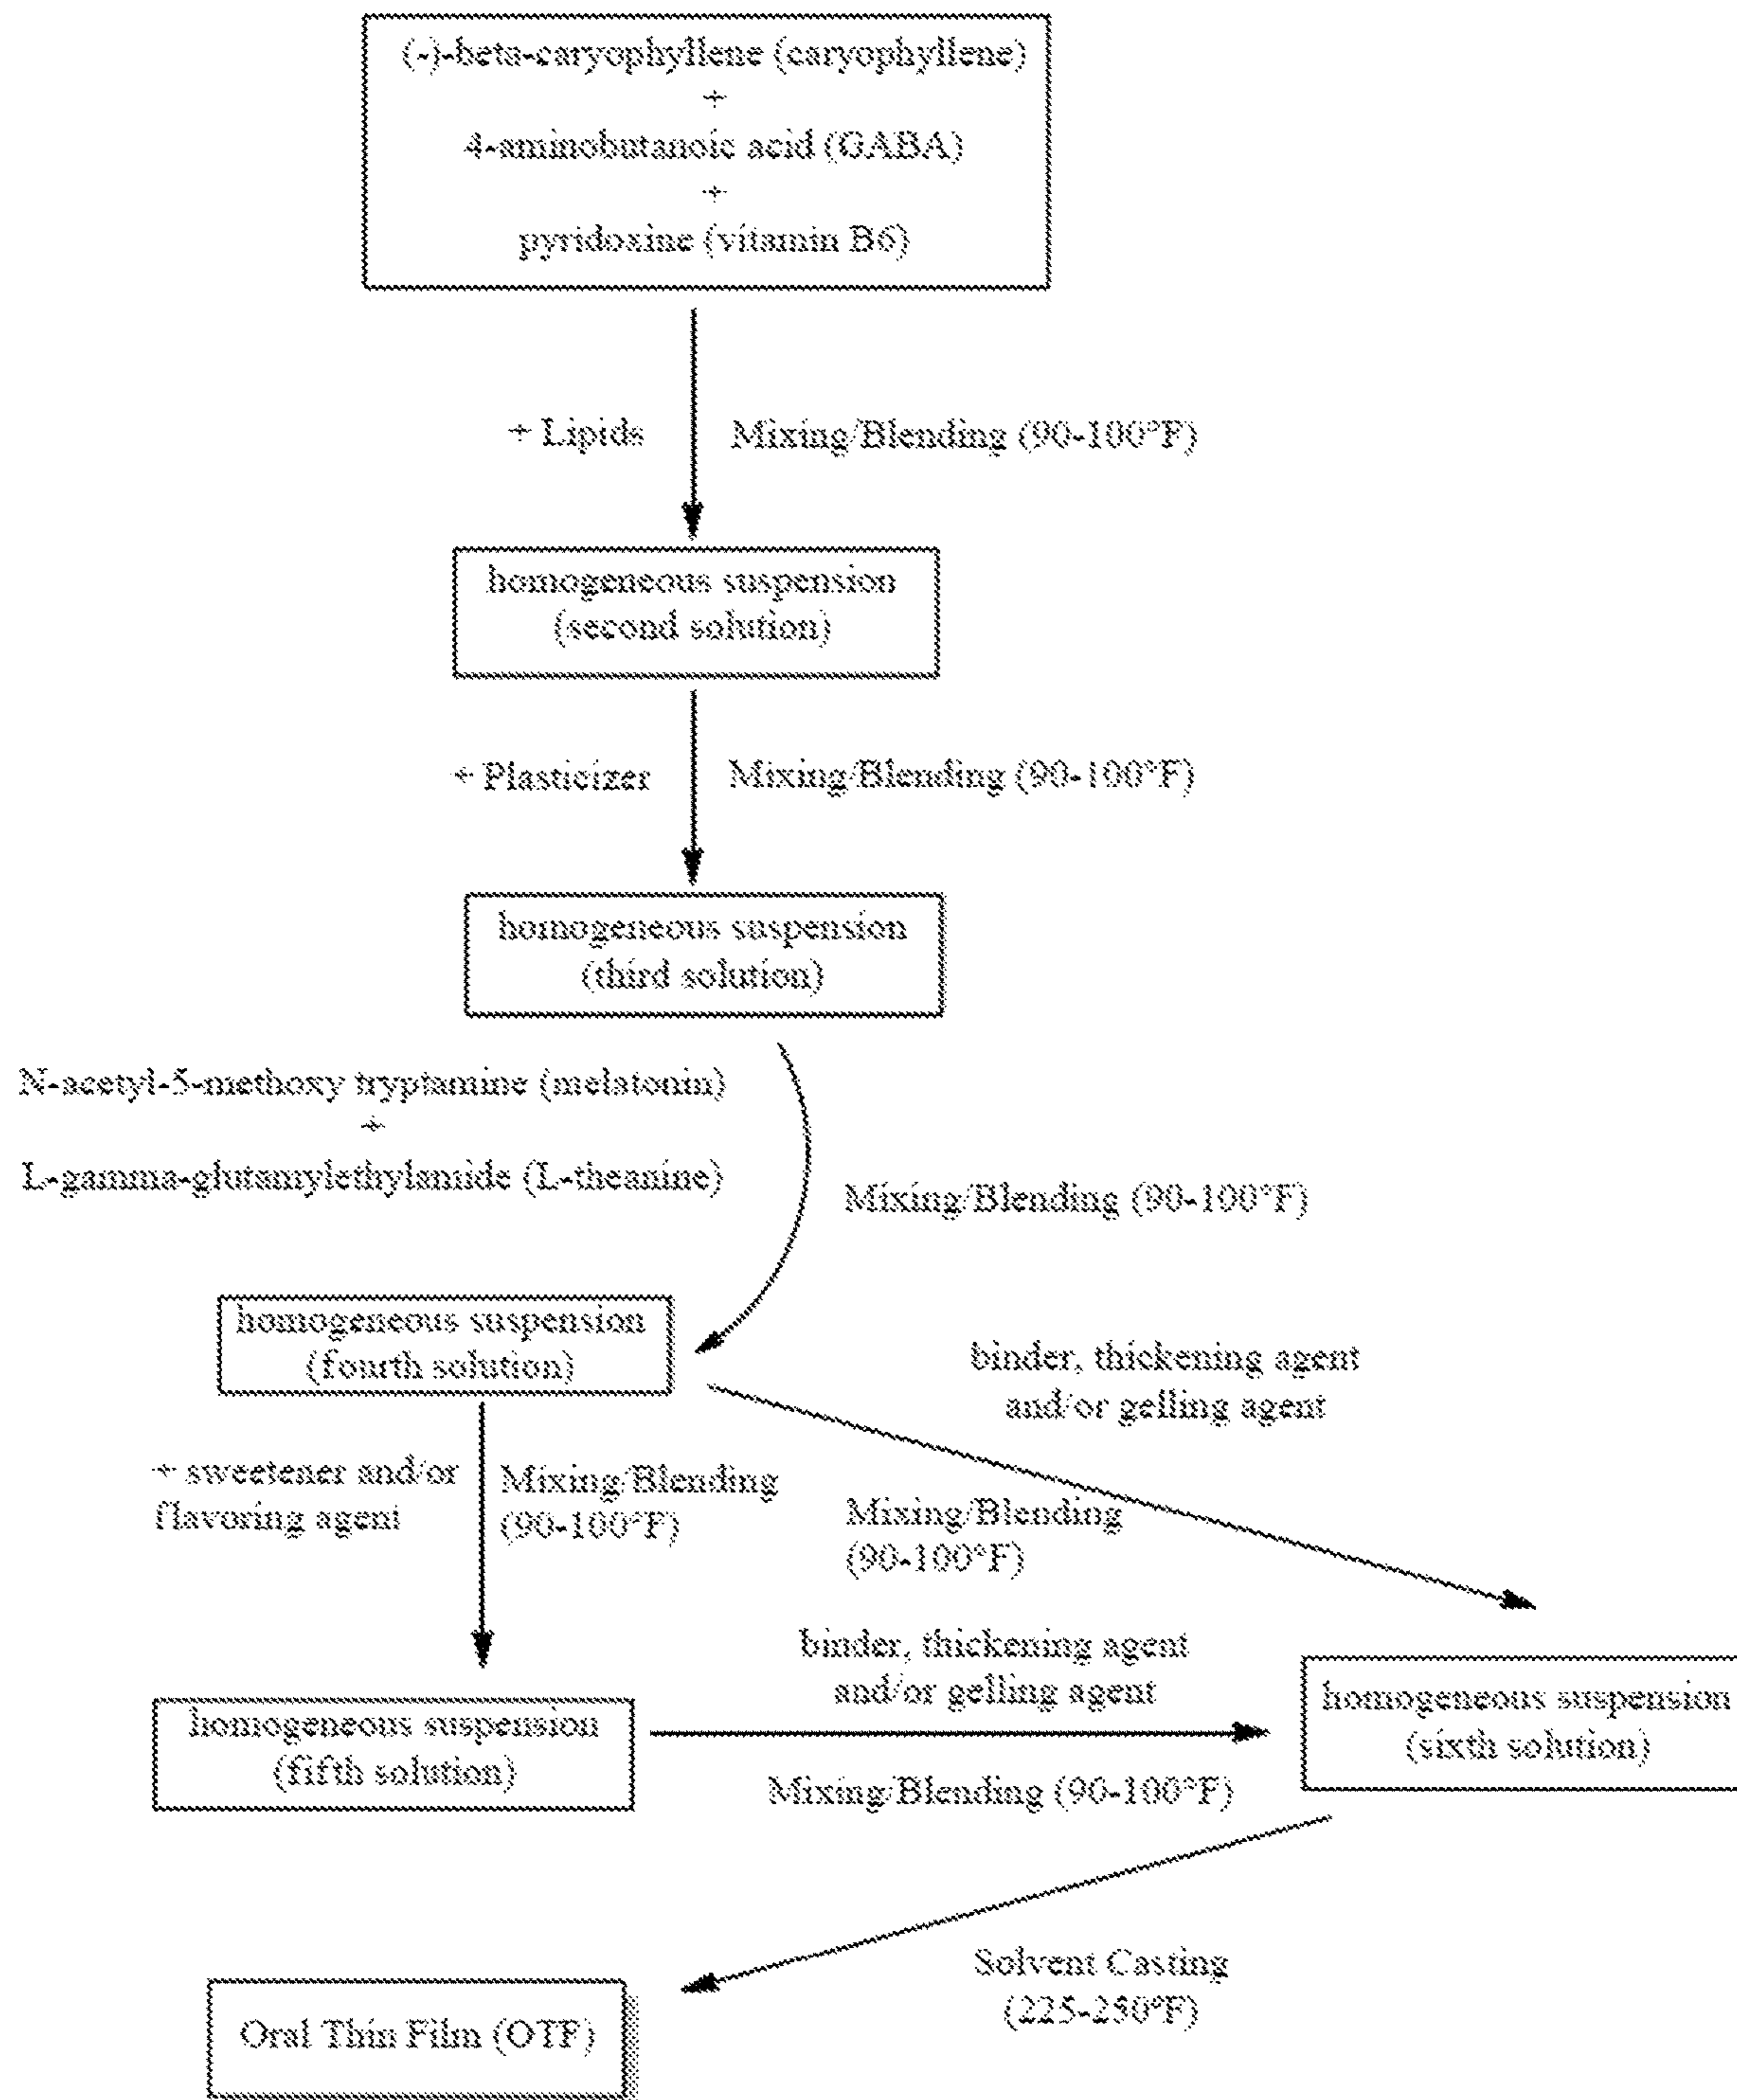 (-)-beta-caryophyllene (caryophyllene)
+
4-aminobutanoic acid (GABA)
+
pyridoxine (vitamin B6)
+ Lipids
Mixing/Blending (90-100°F)
homogeneous suspension
(second solution)
+ Plasticizer
Mixing/Blending (90-100°F)
homogeneous suspension
(third solution)
N-acetyl-5-methoxy tryptamine (melatonin)
+
L-gamma-glutamylethylamide (L-theanine)
Mixing/Blending (90-100°F)
homogeneous suspension
(fourth solution)
binder, thickening agent
and/or gelling agent
+ sweetener and/or
flavoring agent
Mixing/Blending
(90-100°F)
Mixing/Blending
(90-100°F)
binder, thickening agent
and/or gelling agent
homogeneous suspension
(fifth solution)
Mixing/Blending (90-100°F)
homogeneous suspension
(sixth solution)
Solvent Casting
(225-250°F)
Oral Thin Film (OTF)